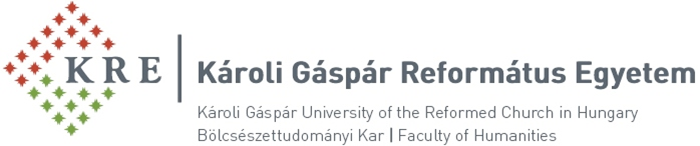 KRE
Károli Gáspár Református Egyetem
Károli Gáspár University of the Reformed Church in Hungary
Bölcsészettudományi Kar | Faculty of Humanities